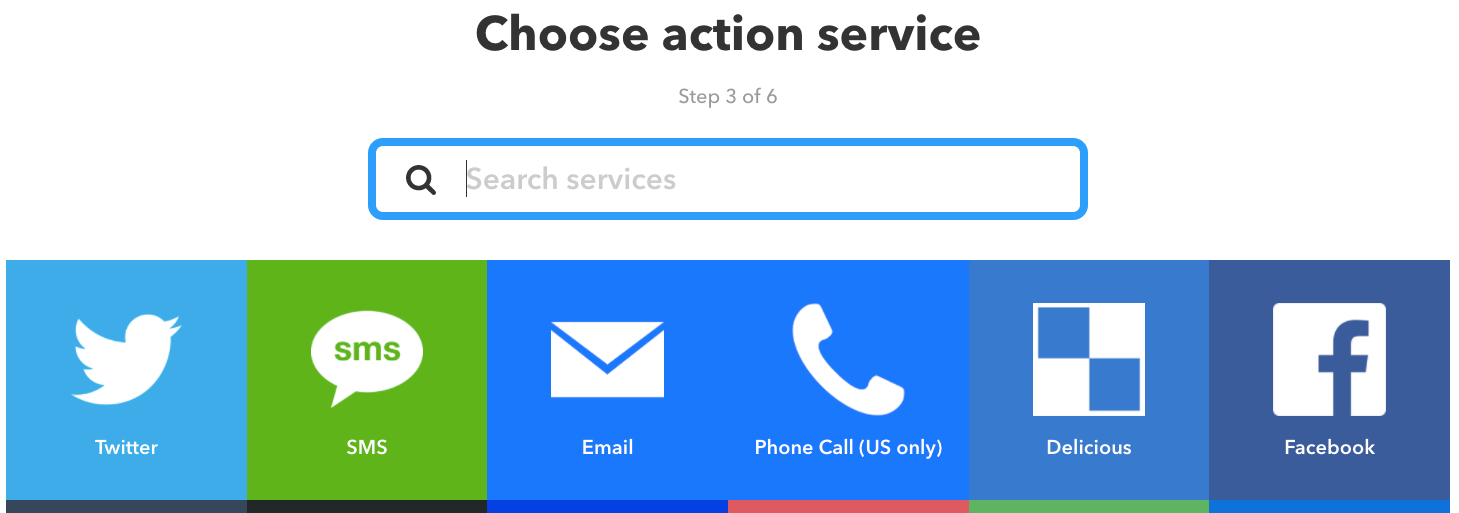 Choose action service
Step 3 of 6
Search services
sms
Twitter
SMS
Email
Phone Call (US only)
Delicious
Facebook